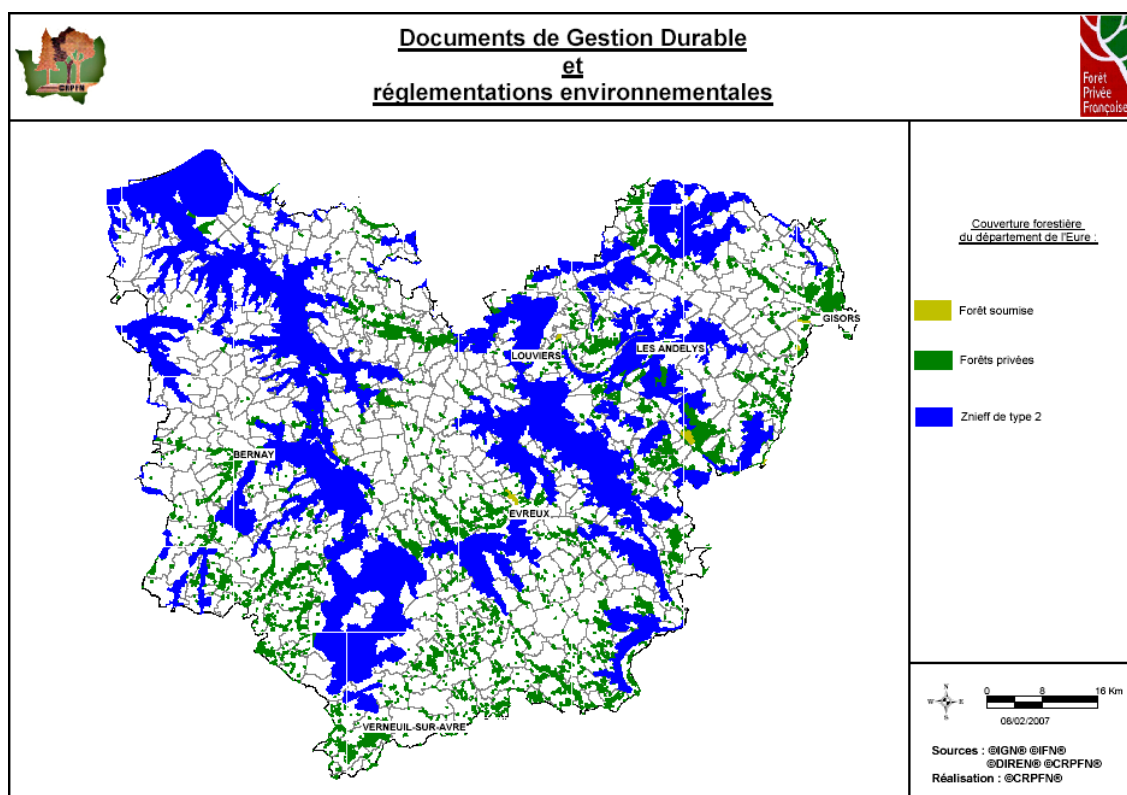 Documents de Gestion Durable
et
réglementations environnementales
CRPFN
Forêt
Privée
Française
Couverture forestière
du département de l'Eure :
Forêt soumise
Forêts privées
Znieff de type 2
GISORS
LOUVIERS
LES ANDELYS
BERNAY
EVREUX
VERNEUIL-SUR-AVRE
N
W E
S
0 8 16 Km
08/02/2007
Sources : ©IGN® ©IFN®
©DIREN® ©CRPFN®
Réalisation : ©CRPFN®